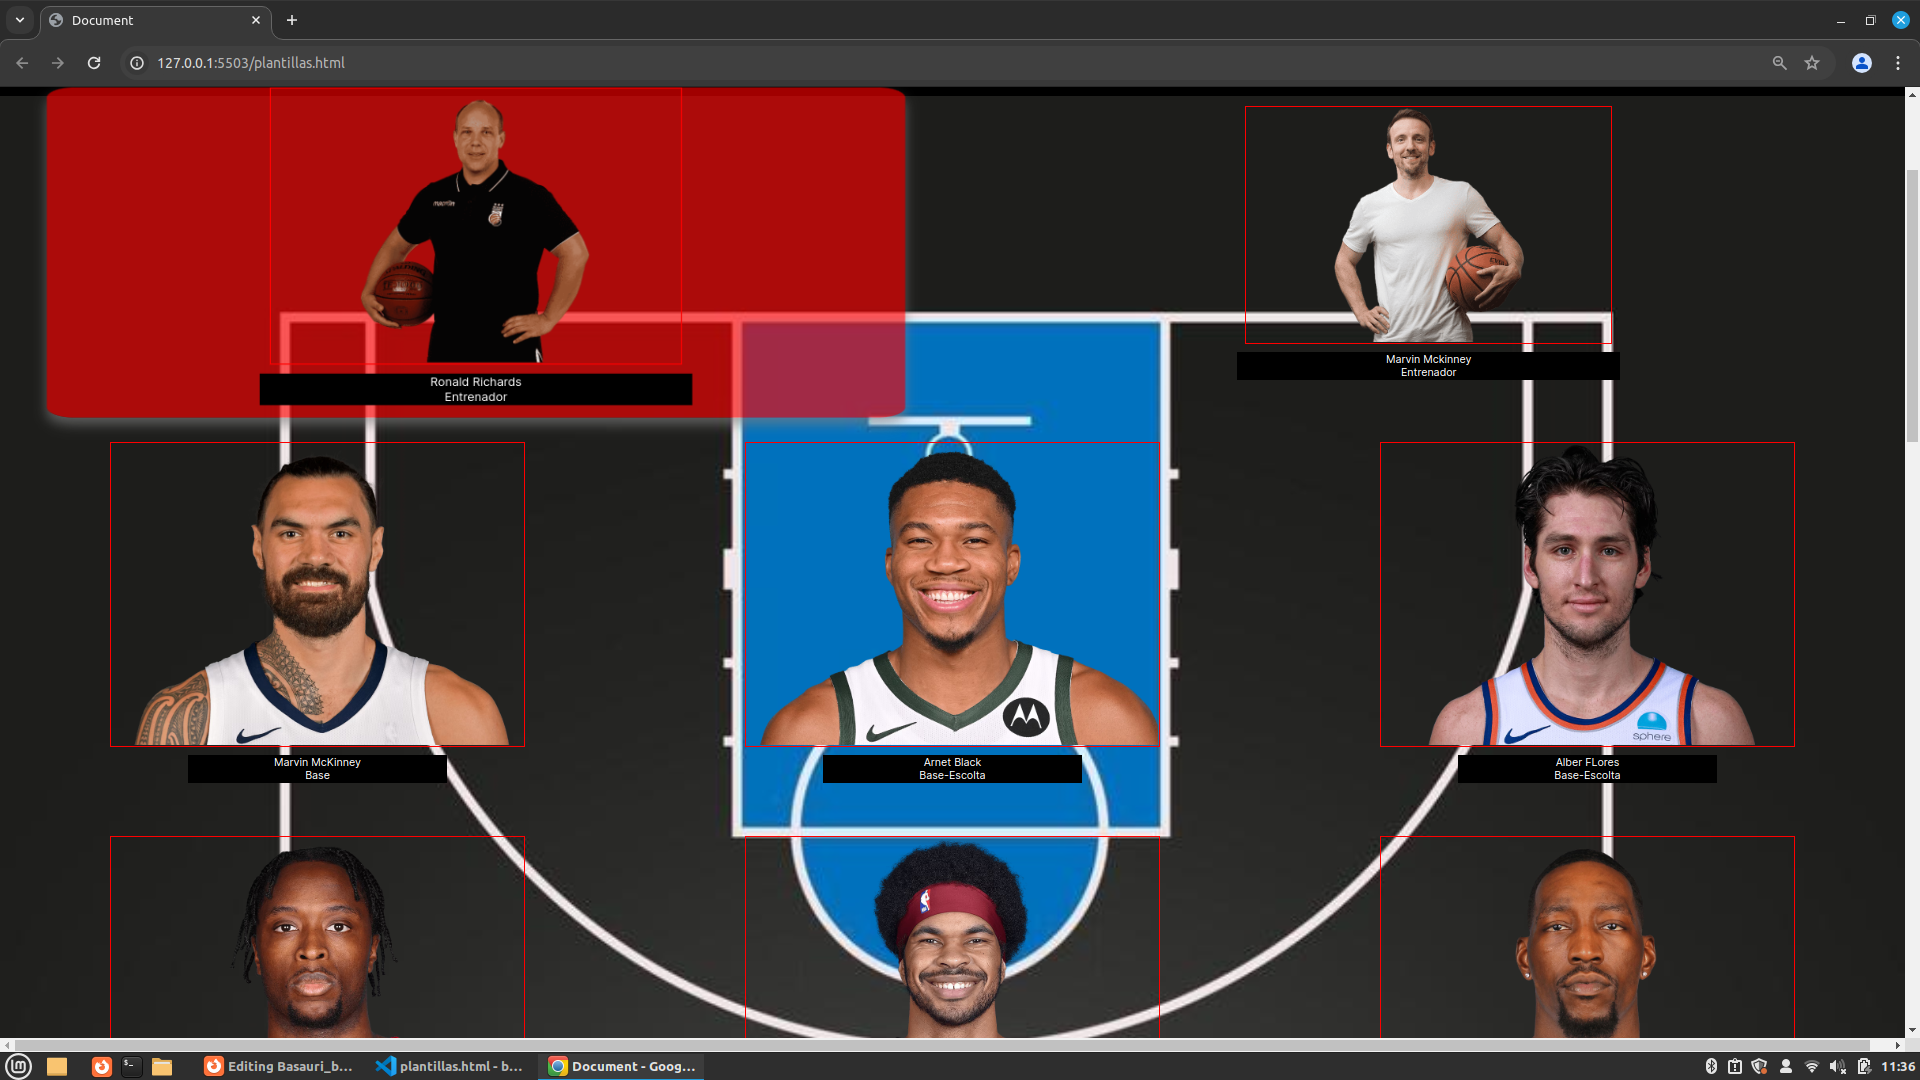 Document
127.0.0.1:5503/plantillas.html
Ronald Richards
Entrenador
Marvin Mckinney
Entrenador
sphere
Marvin McKinney
Base
Arnet Black
Base-Escolta
Alber FLores
Base-Escolta
Editing Basauri_b...
plantillas.html - b...
Document - Goog...
11:36